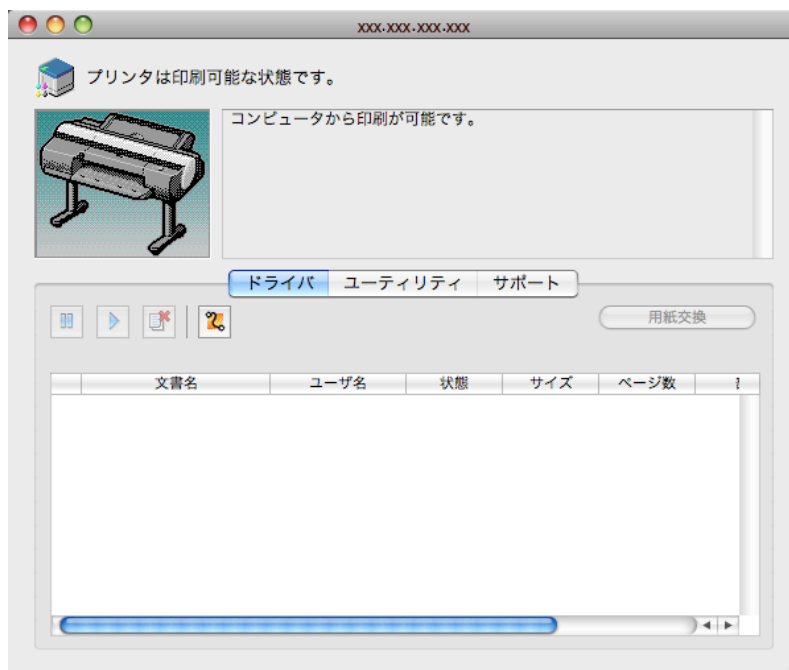 xxx.xxx.xxx.xxx
プリンタは印刷可能な状態です。
コンピュータから印刷が可能です。
ドライバ ユーティリティ サポート
用紙交換
文書名 ユーザ名 状態 サイズ ページ数